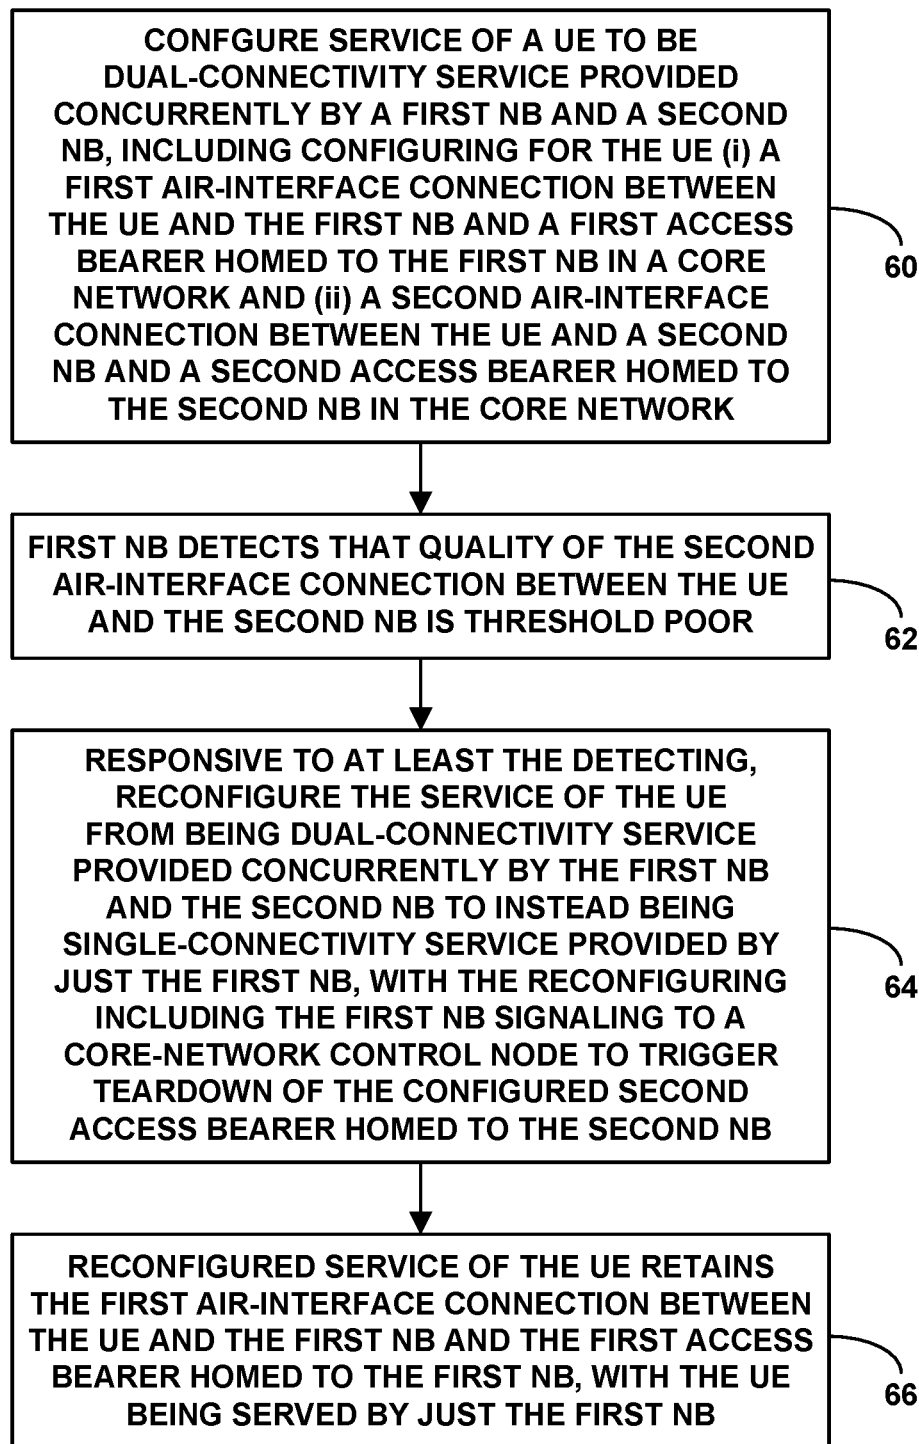 CONFGURE SERVICE OF A UE TO BE
DUAL-CONNECTIVITY SERVICE PROVIDED
CONCURRENTLY BY A FIRST NB AND A SECOND
NB, INCLUDING CONFIGURING FOR THE UE (i) A
FIRST AIR-INTERFACE CONNECTION BETWEEN
THE UE AND THE FIRST NB AND A FIRST ACCESS
BEARER HOMED TO THE FIRST NB IN A CORE
NETWORK AND (ii) A SECOND AIR-INTERFACE
CONNECTION BETWEEN THE UE AND A SECOND
NB AND A SECOND ACCESS BEARER HOMED TO
THE SECOND NB IN THE CORE NETWORK
60
FIRST NB DETECTS THAT QUALITY OF THE SECOND
AIR-INTERFACE CONNECTION BETWEEN THE UE
AND THE SECOND NB IS THRESHOLD POOR
62
RESPONSIVE TO AT LEAST THE DETECTING,
RECONFIGURE THE SERVICE OF THE UE
FROM BEING DUAL-CONNECTIVITY SERVICE
PROVIDED CONCURRENTLY BY THE FIRST NB
AND THE SECOND NB TO INSTEAD BEING
SINGLE-CONNECTIVITY SERVICE PROVIDED BY
JUST THE FIRST NB, WITH THE RECONFIGURING
INCLUDING THE FIRST NB SIGNALING TO A
CORE-NETWORK CONTROL NODE TO TRIGGER
TEARDOWN OF THE CONFIGURED SECOND
ACCESS BEARER HOMED TO THE SECOND NB
64
RECONFIGURED SERVICE OF THE UE RETAINS
THE FIRST AIR-INTERFACE CONNECTION BETWEEN
THE UE AND THE FIRST NB AND THE FIRST ACCESS
BEARER HOMED TO THE FIRST NB, WITH THE UE
BEING SERVED BY JUST THE FIRST NB
66